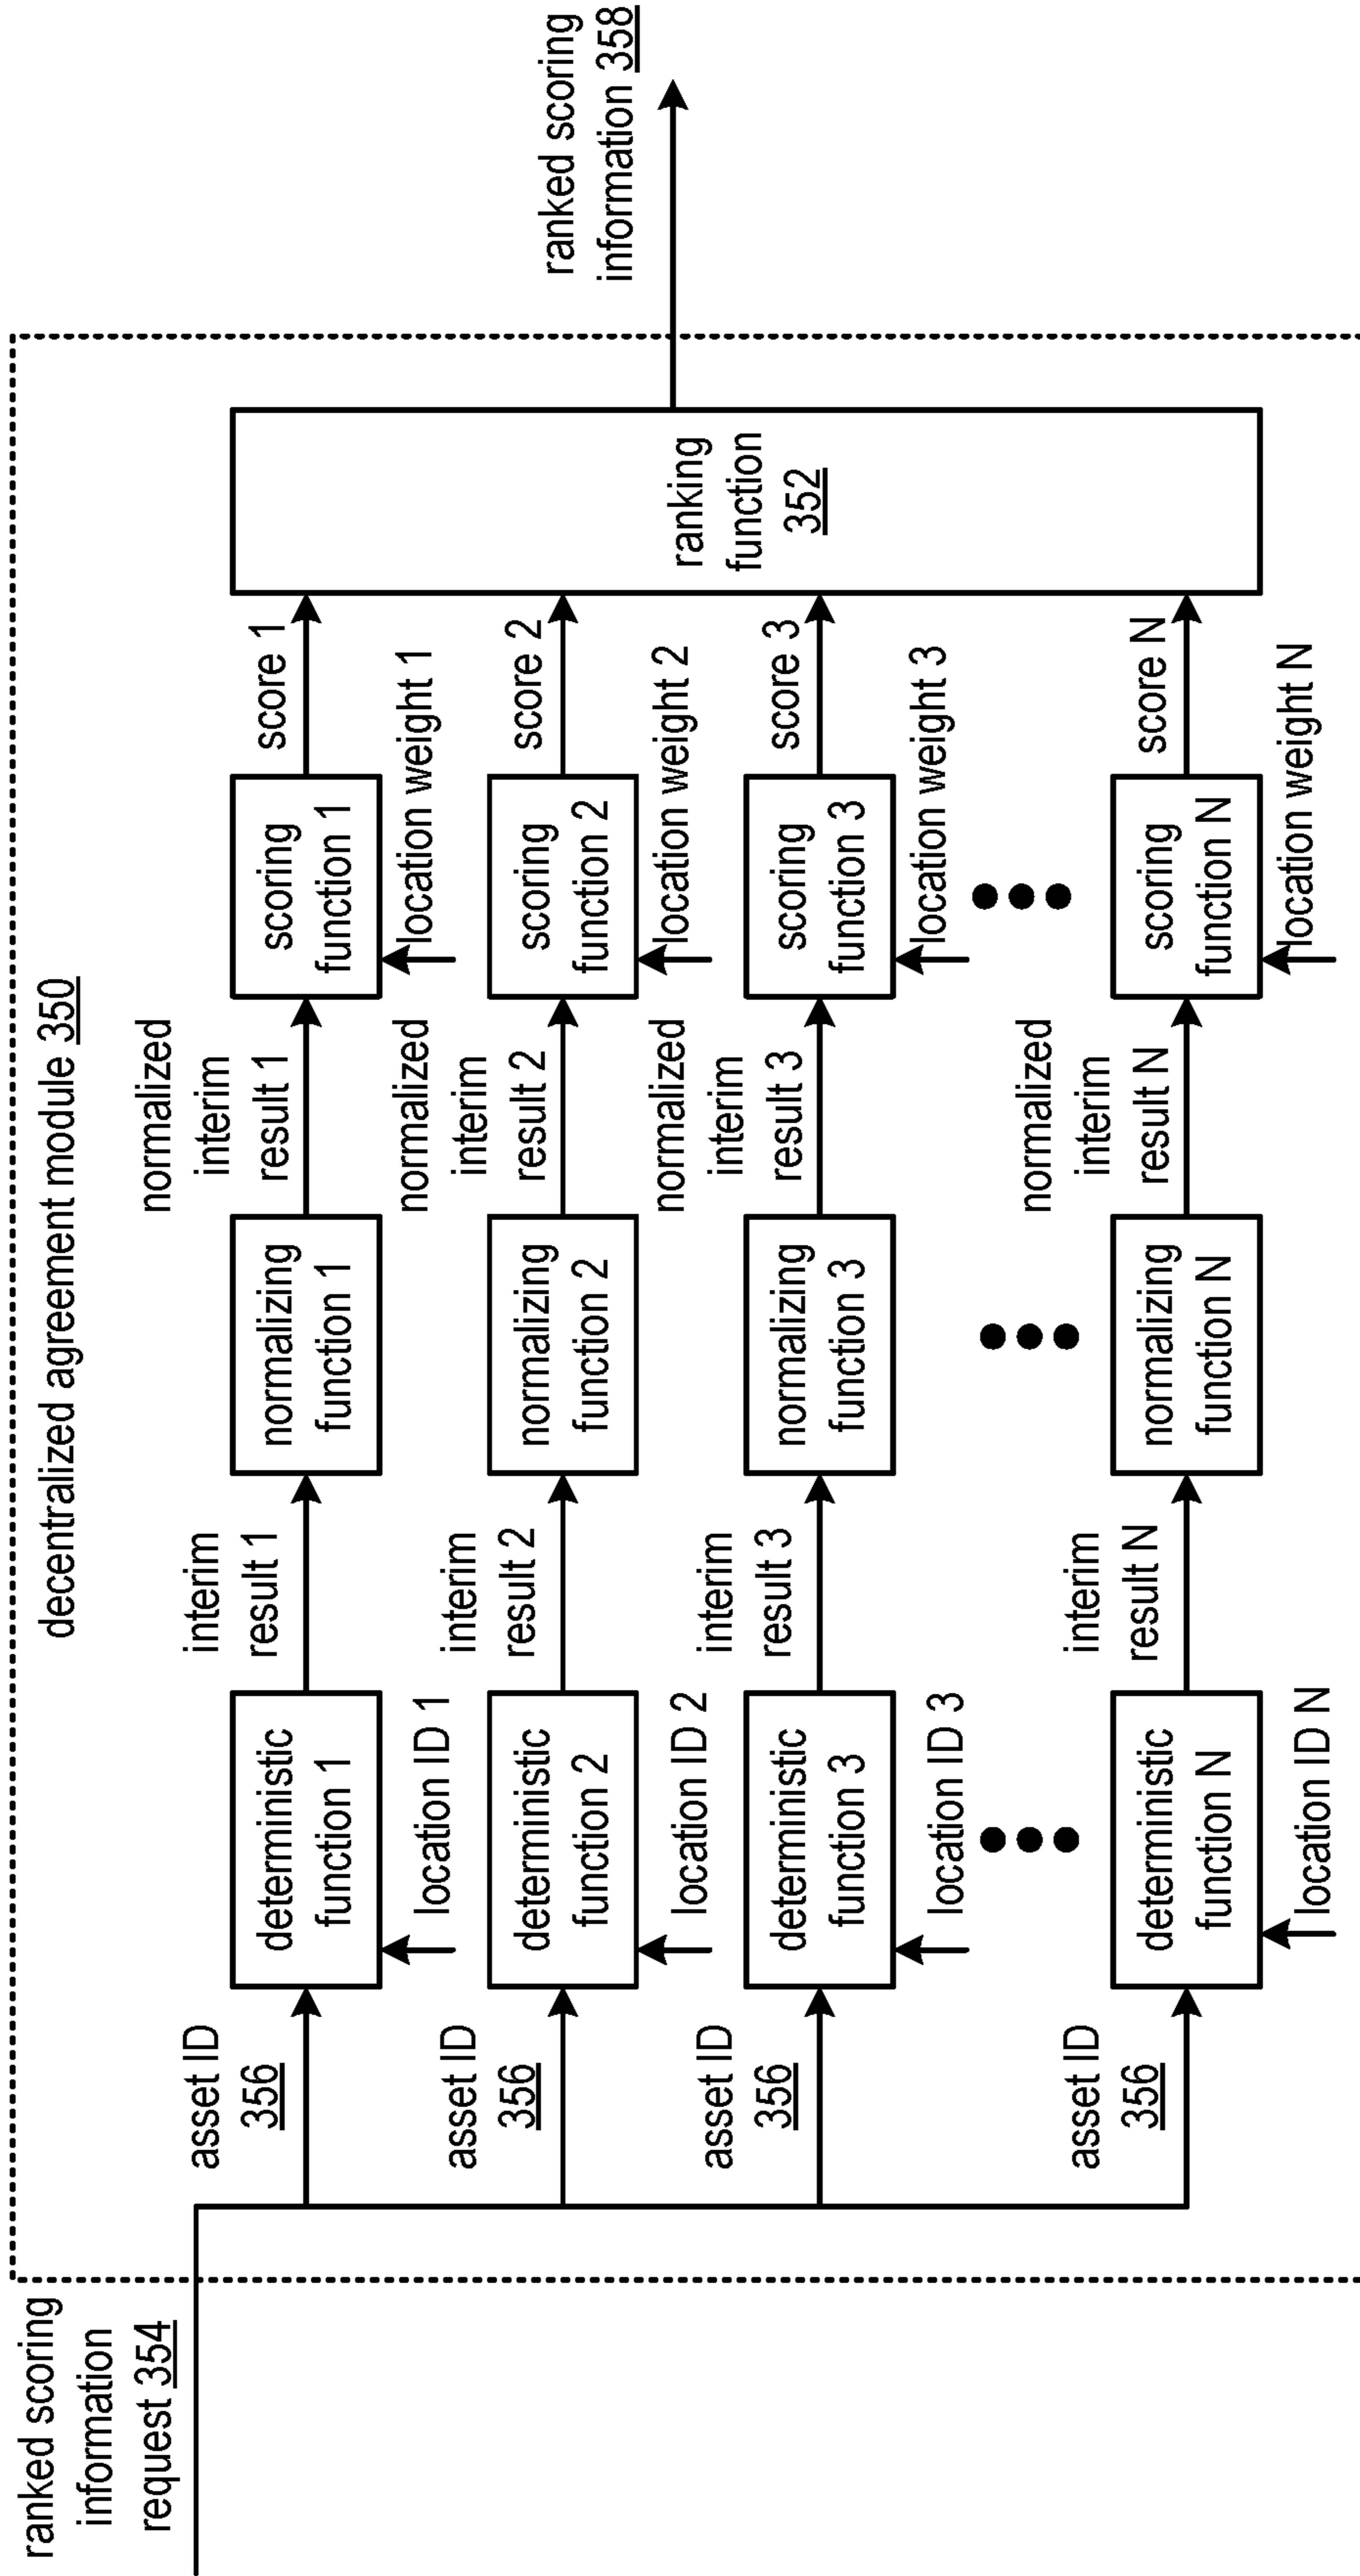 decentralized agreement module 350
ranked scoring
information
request 354
asset ID
356
deterministic
function 1
location ID 1
interim
result 1
normalizing
function 1
normalized
interim
result 1
scoring
function 1
location weight 1
score 1
asset ID
356
deterministic
function 2
location ID 2
interim
result 2
normalizing
function 2
normalized
interim
result 2
scoring
function 2
location weight 2
score 2
asset ID
356
deterministic
function 3
location ID 3
interim
result 3
normalizing
function 3
normalized
interim
result 3
scoring
function 3
location weight 3
score 3
asset ID
356
deterministic
function N
location ID N
interim
result N
normalizing
function N
normalized
interim
result N
scoring
function N
location weight N
score N
ranking
function
352
ranked scoring
information 358